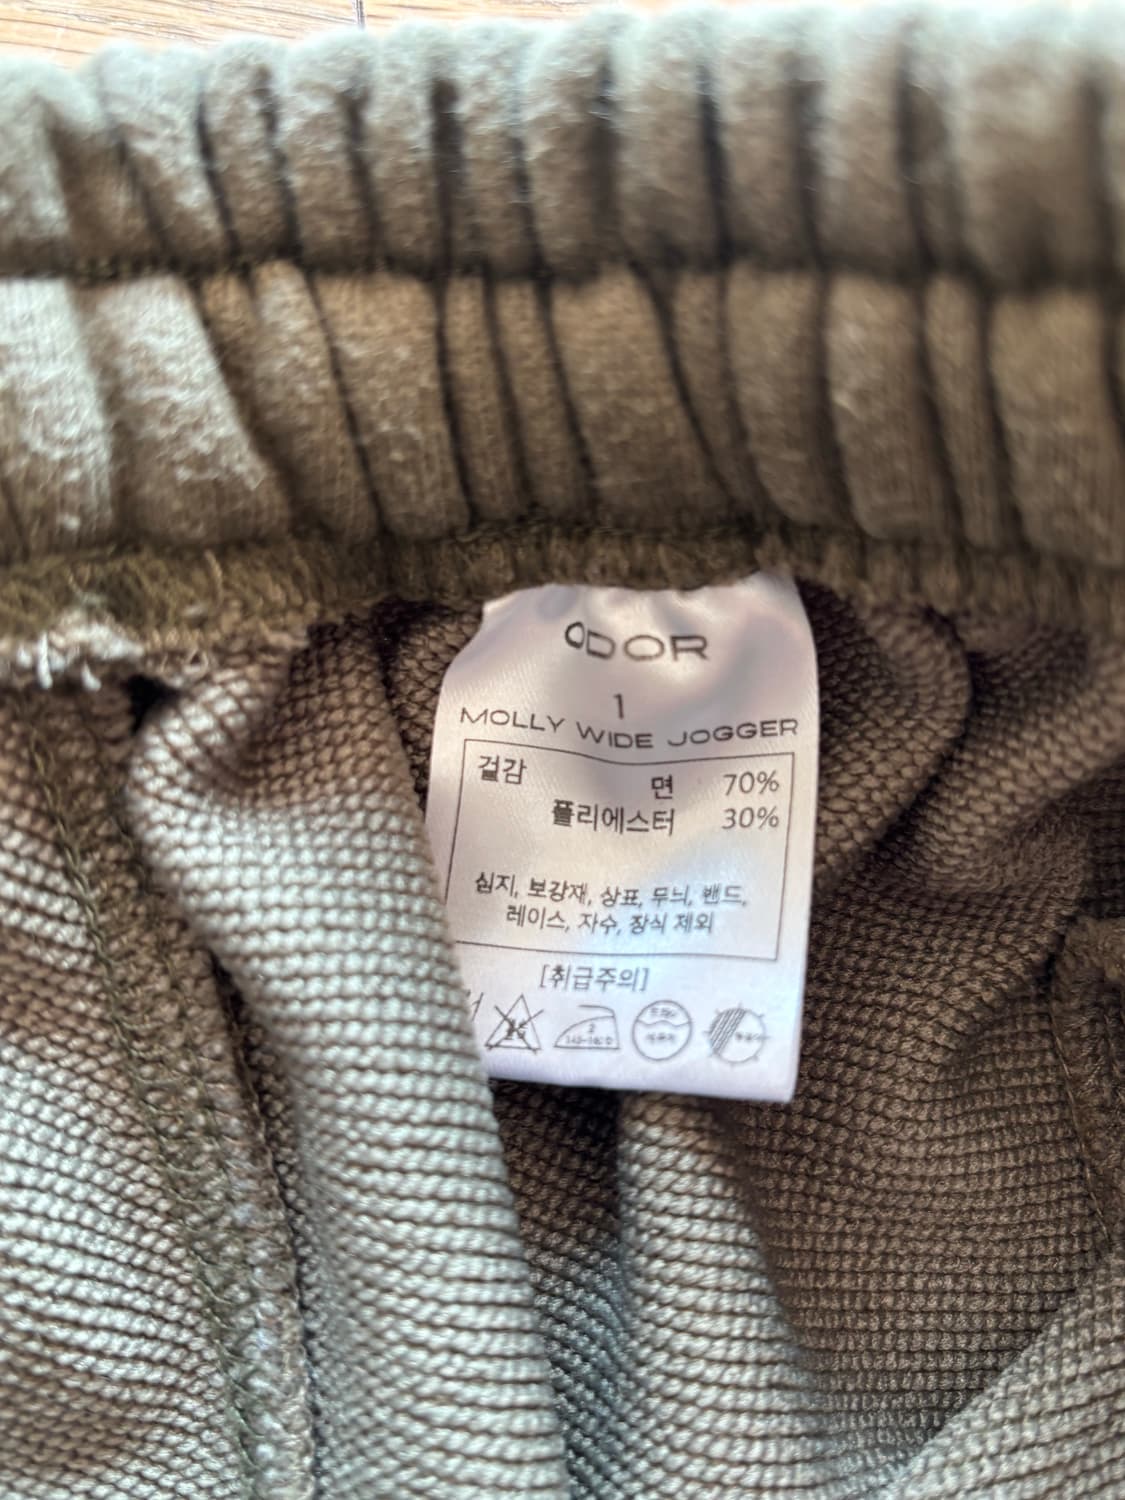 ODOR
1
MOLLY WIDE JOGGER
겉감 면 70%
폴리에스터 30%
심지, 보강재, 상표, 무늬, 밴드,
레이스, 자수, 장식 제외
[취급주의]